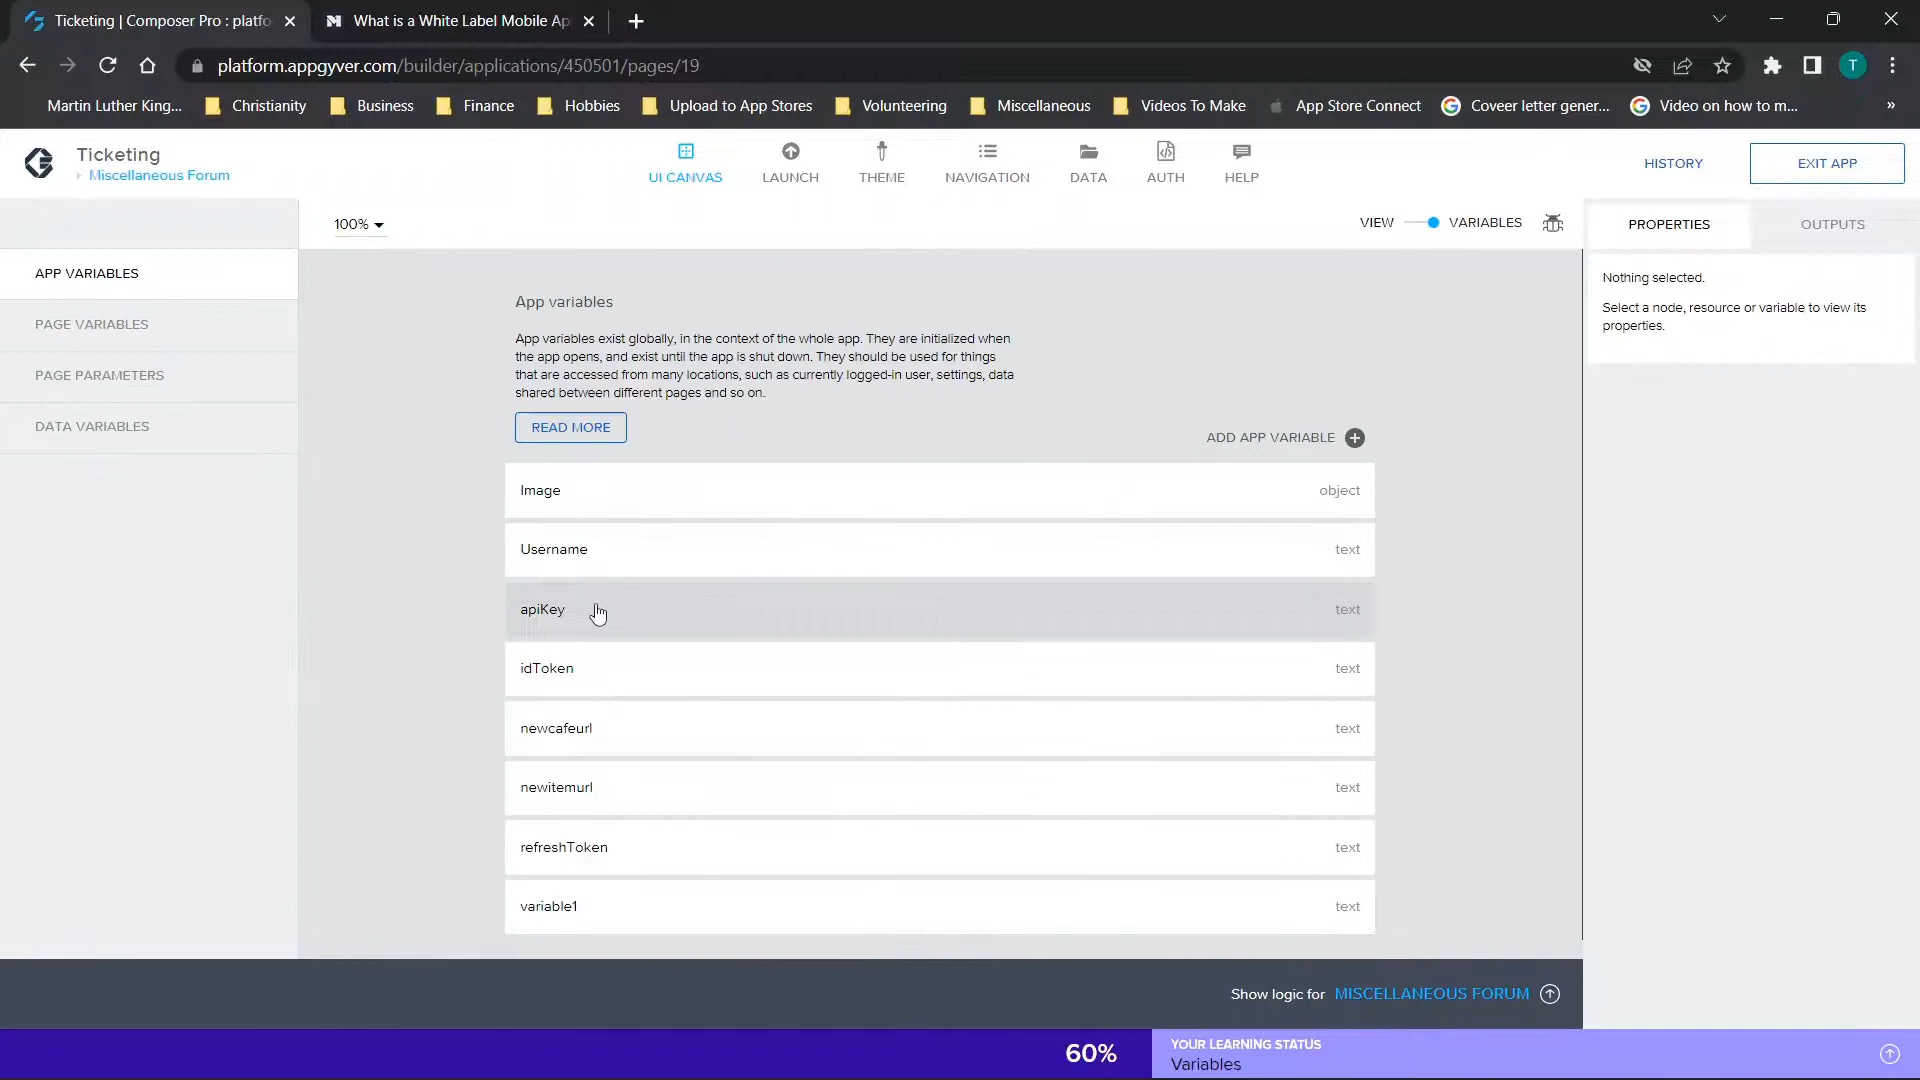 Ticketing | Composer Pro : platfo
What is a White Label Mobile Ap
platform.appgyver.com/builder/applications/450501/pages/19
T
Martin Luther King...
Christianity
Business
Finance
Hobbies
Upload to App Stores
Volunteering
Miscellaneous
Videos To Make
App Store Connect
Coveer letter gener...
Video on how to m...
»
Ticketing
Miscellaneous Forum
UI CANVAS
LAUNCH
THEME
NAVIGATION
DATA
AUTH
HELP
HISTORY
EXIT APP
100%
VIEW
VARIABLES
PROPERTIES
OUTPUTS
APP VARIABLES
PAGE VARIABLES
PAGE PARAMETERS
DATA VARIABLES
App variables
App variables exist globally, in the context of the whole app. They are initialized when
the app opens, and exist until the app is shut down. They should be used for things
that are accessed from many locations, such as currently logged-in user, settings, data
shared between different pages and so on.
READ MORE
ADD APP VARIABLE
Image object
Username text
apiKey text
idToken text
newcafeurl text
newitemurl text
refreshToken text
variable1 text
Nothing selected.
Select a node, resource or variable to view its
properties.
Show logic for MISCELLANEOUS FORUM
60%
YOUR LEARNING STATUS
Variables